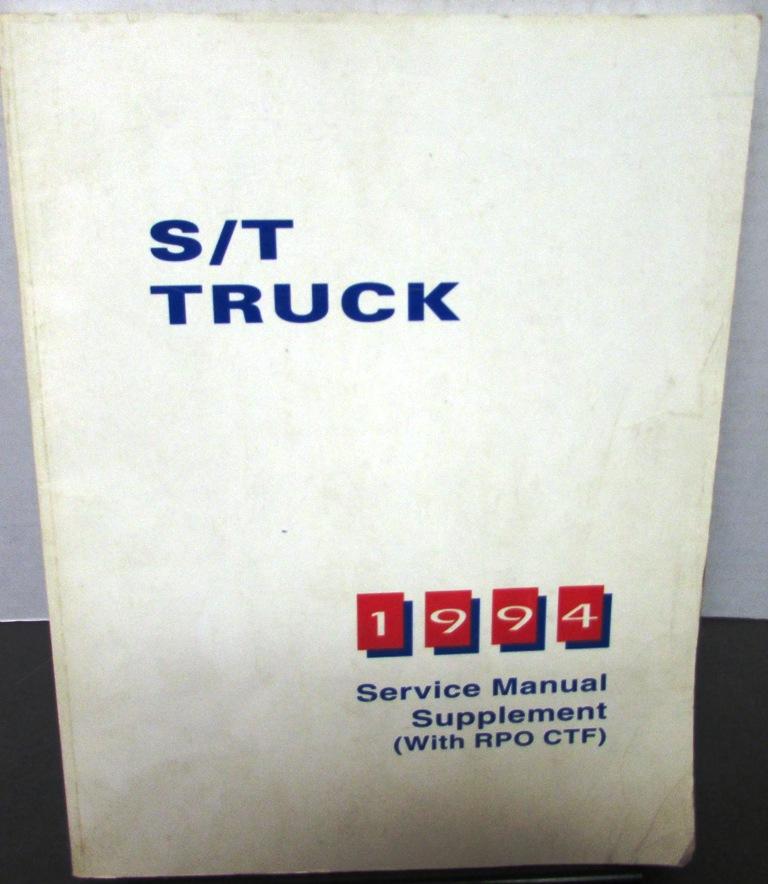 S/T
TRUCK
1994
Service Manual
Supplement
(With RPO CTF)